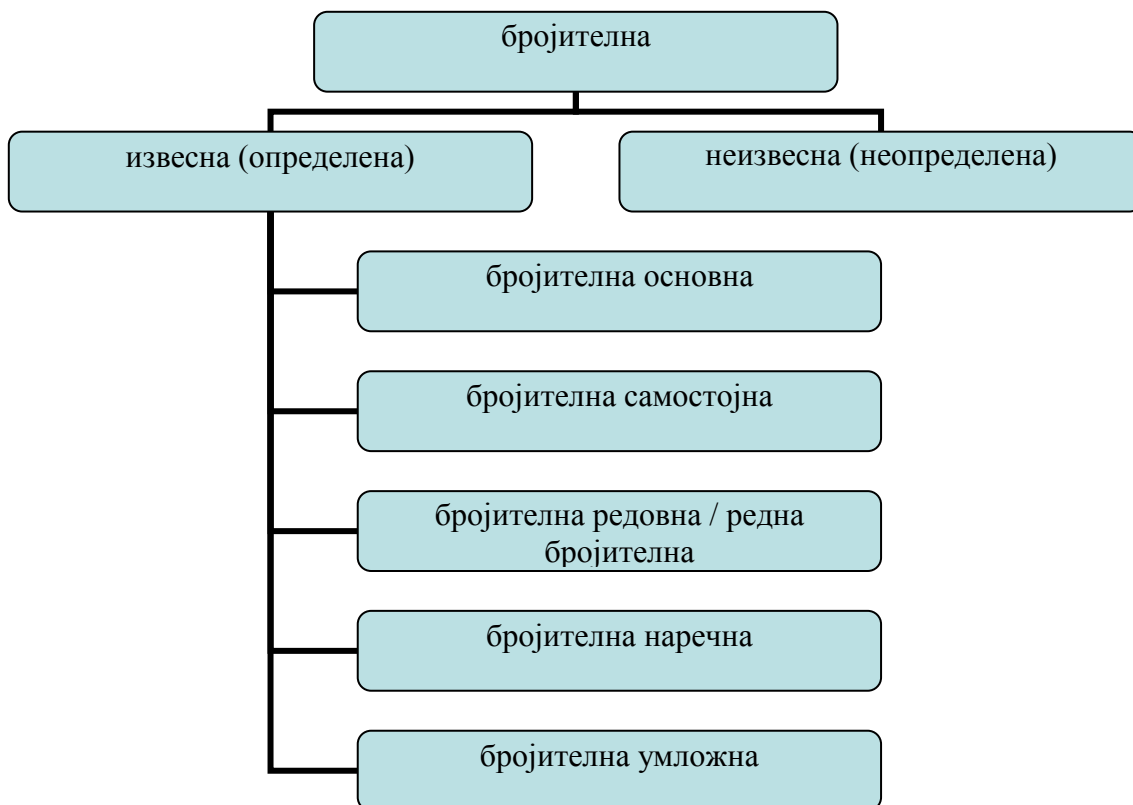 бројителна
извесна (определена)
неизвесна (неопределена)
бројителна основна
бројителна самостојна
бројителна редовна / редна
бројителна
бројителна наречна
бројителна умложна